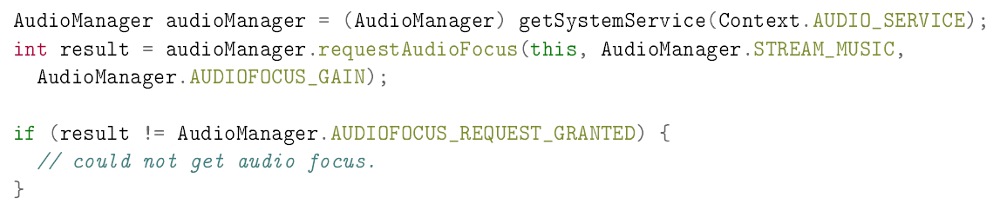 AudioManager audioManager = (AudioManager) getSystemService(Context.AUDIO_SERVICE);
int result = audioManager.requestAudioFocus(this, AudioManager.STREAM_MUSIC,
  AudioManager.AUDIOFOCUS_GAIN);

if (result != AudioManager.AUDIOFOCUS_REQUEST_GRANTED) {
  // could not get audio focus.
}